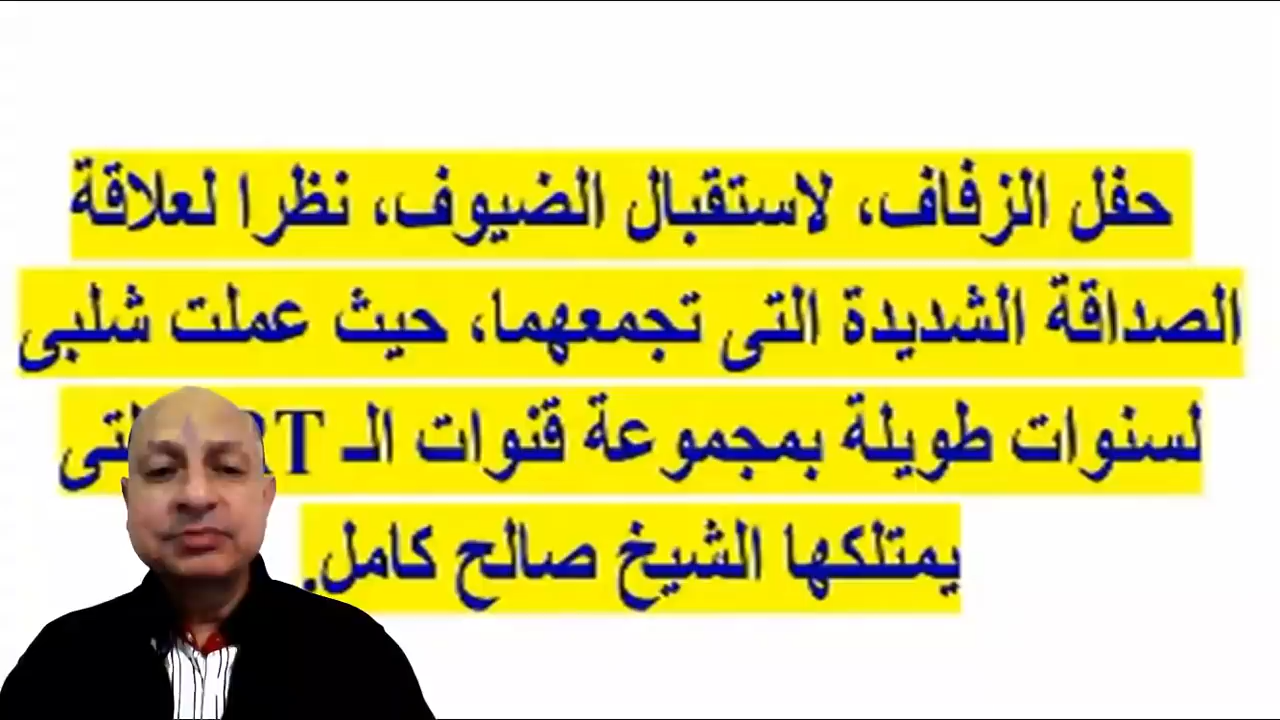 حفل الزفاف، لاستقبال الضيوف، نظرا لعلاقة
الصداقة الشديدة التى تجمعهما، حيث عملت شلبى
لسنوات طويلة بمجموعة قنوات الـ
يمتلكها الشيخ صالح كامل.